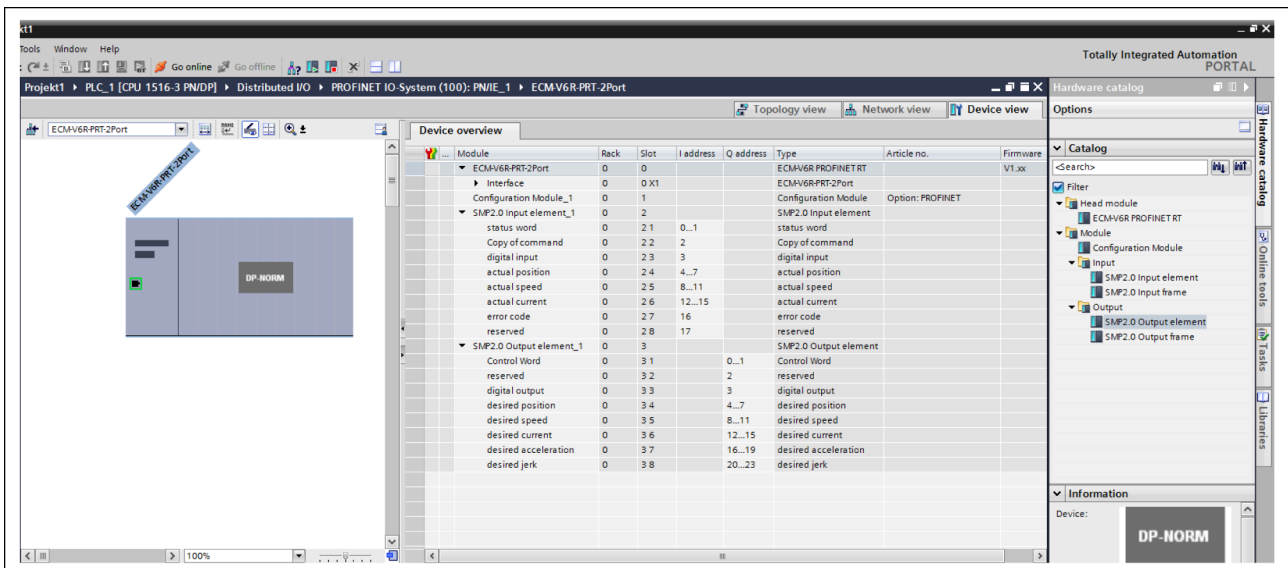 kt1
Tools Window Help
Go online Go offline
Totally Integrated Automation
PORTAL
Projekt1 ▸ PLC_1 [CPU 1516-3 PN/DP] ▸ Distributed I/O ▸ PROFINET IO-System (100): PN/IE_1 ▸ ECM-V6R-PRT-2Port
Hardware catalog
Topology view Network view Device view
Options
ECM-V6R-PRT-2Port
Device overview
ECM-V6R-PRT-2Port
DP-NORM
... Module Rack Slot I address Q address Type Article no. Firmware
ECM-V6R-PRT-2Port 0 0 ECM-V6R PROFINET RT V1.xx
Interface 0 0 X1 ECM-V6R-PRT-2Port
Configuration Module_1 0 1 Configuration Module Option: PROFINET
SMP2.0 Input element_1 0 2 SMP2.0 Input element
status word 0 2 1 0...1 status word
Copy of command 0 2 2 2 Copy of command
digital input 0 2 3 3 digital input
actual position 0 2 4 4...7 actual position
actual speed 0 2 5 8...11 actual speed
actual current 0 2 6 12...15 actual current
error code 0 2 7 16 error code
reserved 0 2 8 17 reserved
SMP2.0 Output element_1 0 3 SMP2.0 Output element
Control Word 0 3 1 0...1 Control Word
reserved 0 3 2 2 reserved
digital output 0 3 3 3 digital output
desired position 0 3 4 4...7 desired position
desired speed 0 3 5 8...11 desired speed
desired current 0 3 6 12...15 desired current
desired acceleration 0 3 7 16...19 desired acceleration
desired jerk 0 3 8 20...23 desired jerk
100%
Catalog
<Search>
Filter
Head module
ECM-V6R PROFINET RT
Module
Configuration Module
Input
SMP2.0 Input element
SMP2.0 Input frame
Output
SMP2.0 Output element
SMP2.0 Output frame
Information
Device:
DP-NORM
Hardware catalog
Online tools
Tasks
Libraries